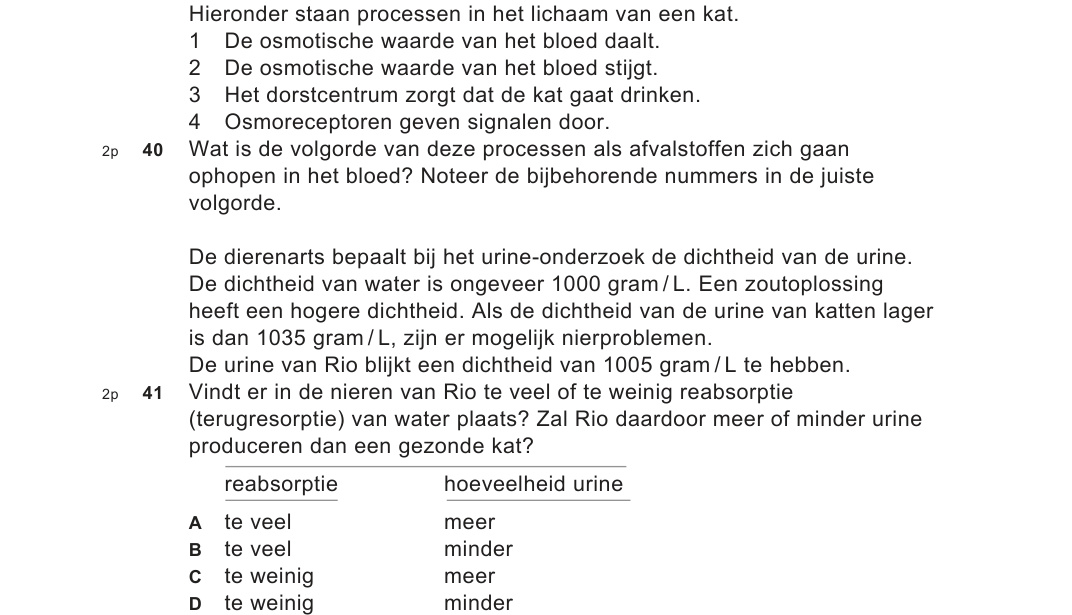 Hieronder staan processen in het lichaam van een kat.
1 De osmotische waarde van het bloed daalt.
2 De osmotische waarde van het bloed stijgt.
3 Het dorstcentrum zorgt dat de kat gaat drinken.
4 Osmoreceptoren geven signalen door.
2p 40 Wat is de volgorde van deze processen als afvalstoffen zich gaan
ophopen in het bloed? Noteer de bijbehorende nummers in de juiste
volgorde.
De dierenarts bepaalt bij het urine-onderzoek de dichtheid van de urine.
De dichtheid van water is ongeveer 1000 gram/L. Een zoutoplossing
heeft een hogere dichtheid. Als de dichtheid van de urine van katten lager
is dan 1035 gram/L, zijn er mogelijk nierproblemen.
De urine van Rio blijkt een dichtheid van 1005 gram/L te hebben.
2p 41 Vindt er in de nieren van Rio te veel of te weinig reabsorptie
(terugresorptie) van water plaats? Zal Rio daardoor meer of minder urine
produceren dan een gezonde kat?
reabsorptie hoeveelheid urine
A te veel meer
B te veel minder
C te weinig meer
D te weinig minder